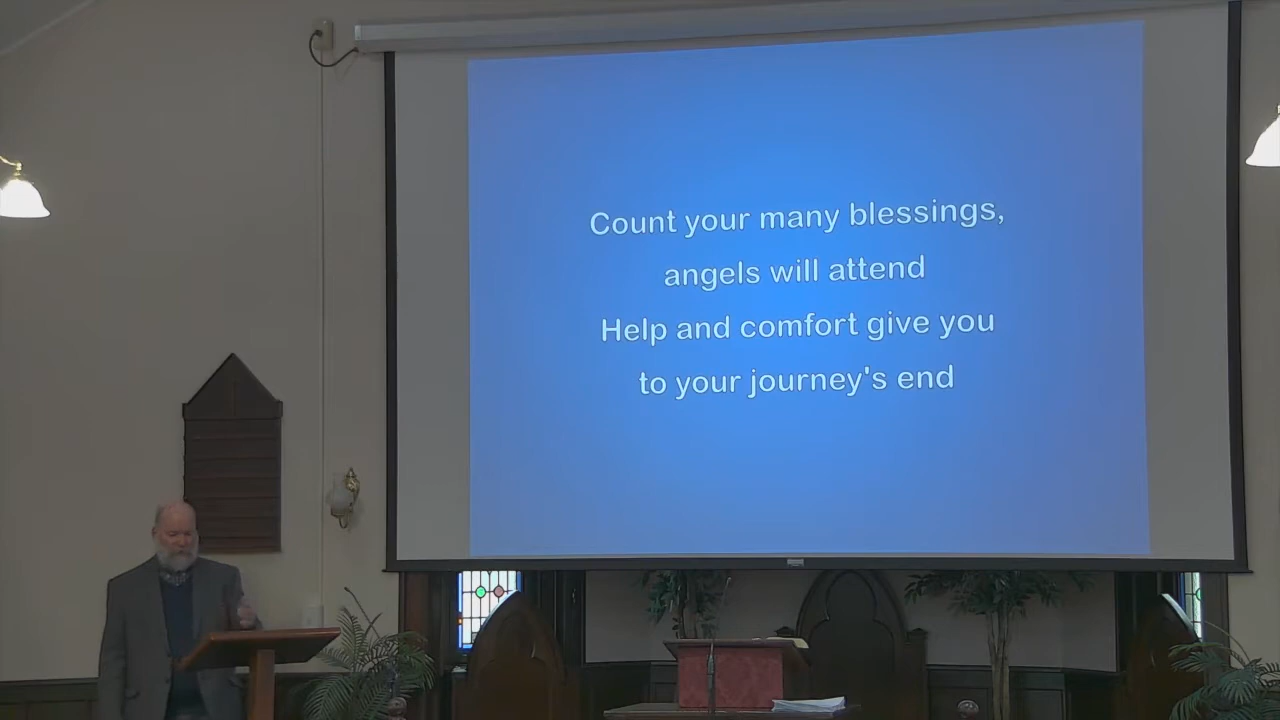 Count your many blessings,
angels will attend
Help and comfort give you
to your journey's end